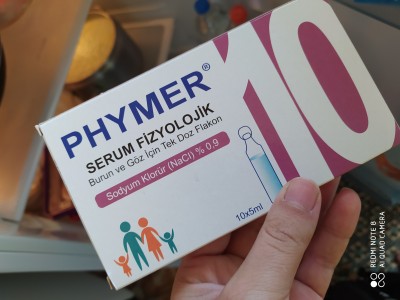 PHYMER®
SERUM FİZYOLOJİK
Burun ve Göz İçin Tek Doz Flakon
Sodyum Klorür (NaCl) % 0.9
10
10x5ml
REDMI NOTE 8
AI QUAD CAMERA